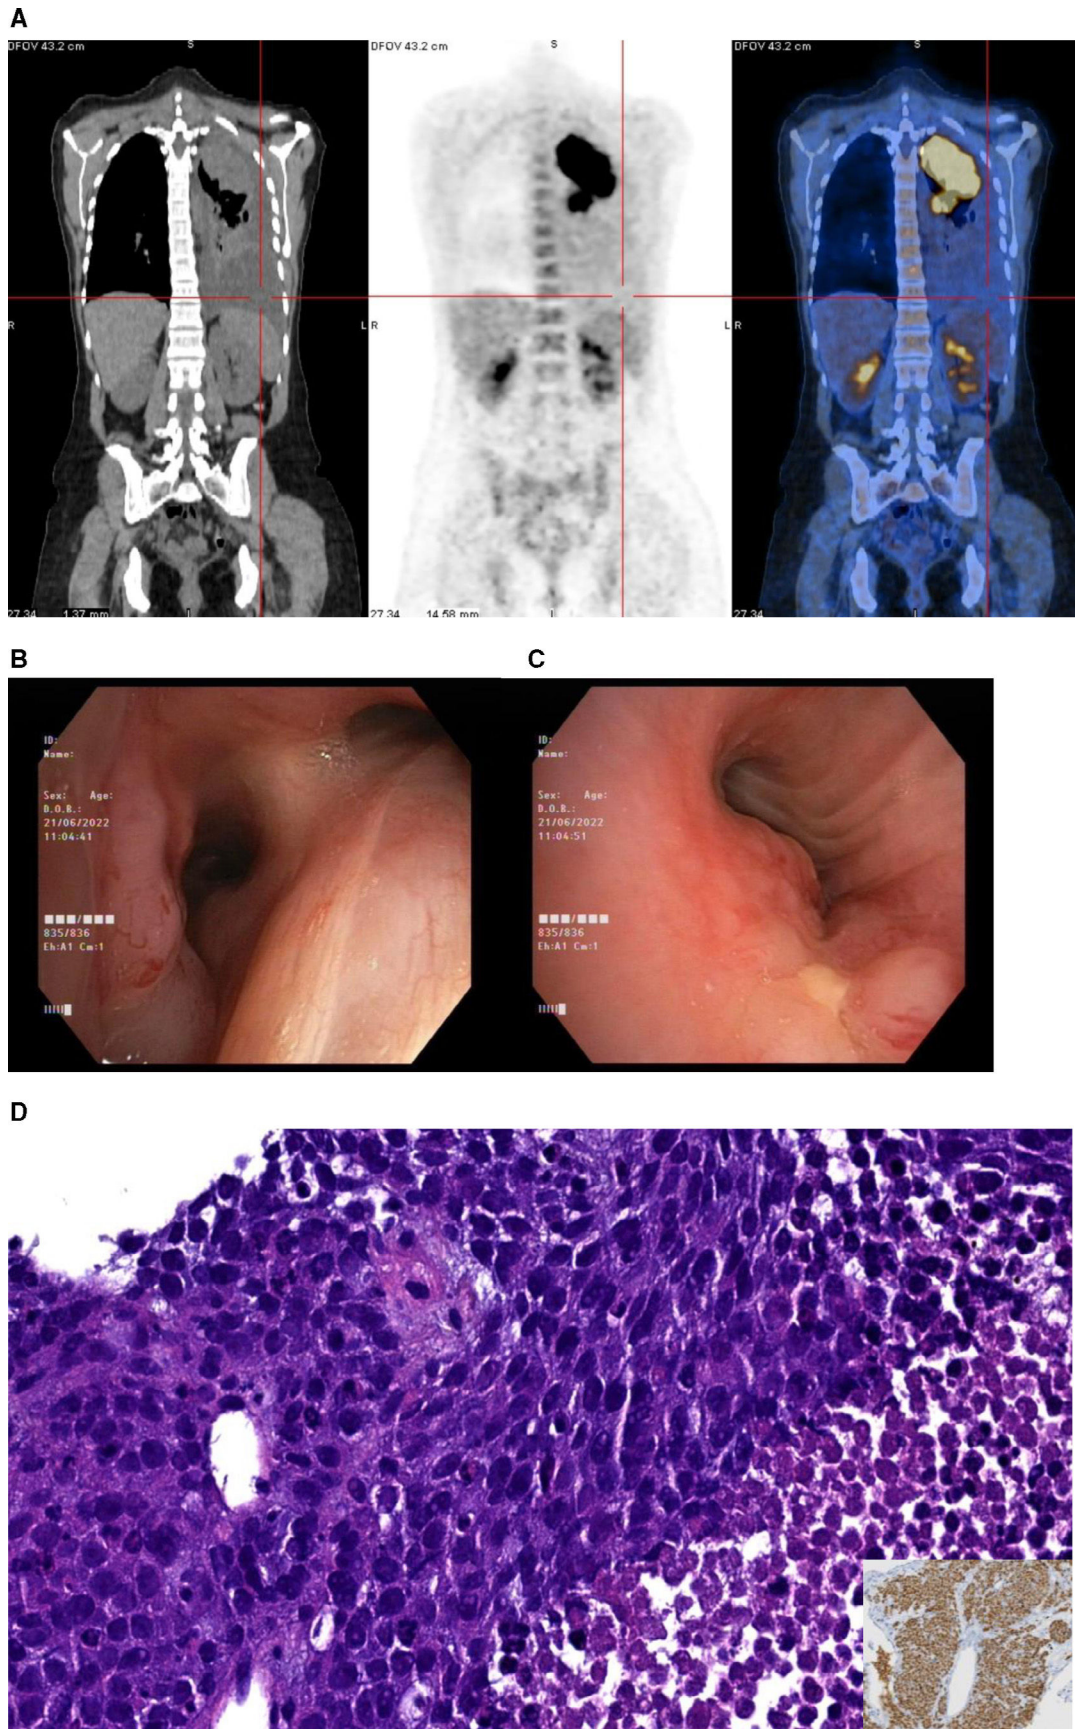 A
DFOV 43.2 cm
S
DFOV 43.2 cm
S
DFOV 43.2 cm
S
R
L R
L R
27.34 1.37 mm
27.34 14.58 mm
L
27.34
L
B
C
ID:
Name:
Sex: Age:
D.O.B.:
21/06/2022
11:04:41
835/836
Eh:A1 Cm:1
ID:
Name:
Sex: Age:
D.O.B.:
21/06/2022
11:04:51
835/836
Eh:A1 Cm:1
D